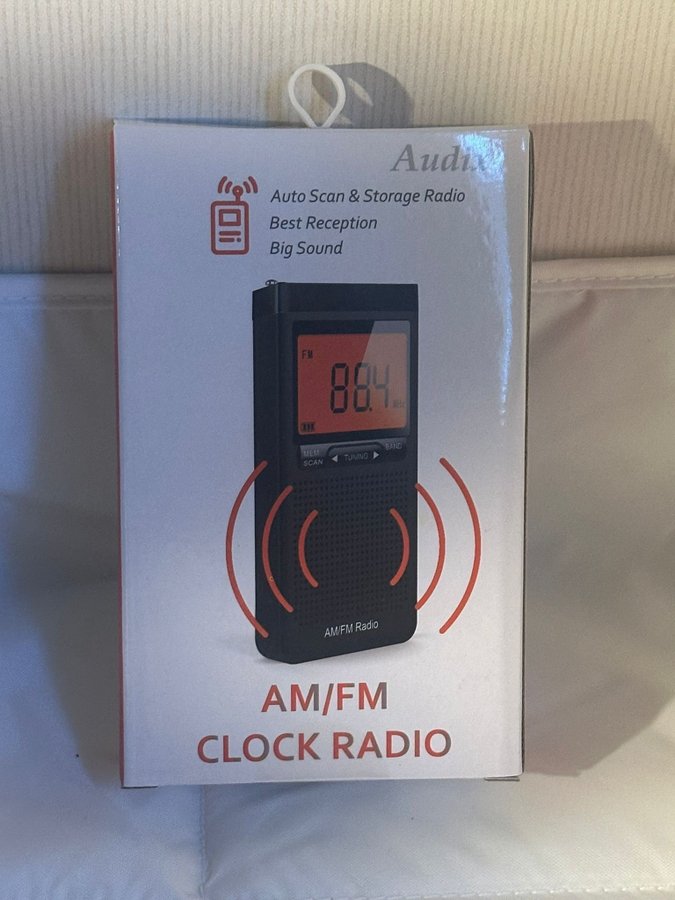 Audix
Auto Scan & Storage Radio
Best Reception
Big Sound
FM
88.4
MHz
MEM
SCAN
TUNING
BAND
AM/FM Radio
AM/FM
CLOCK RADIO